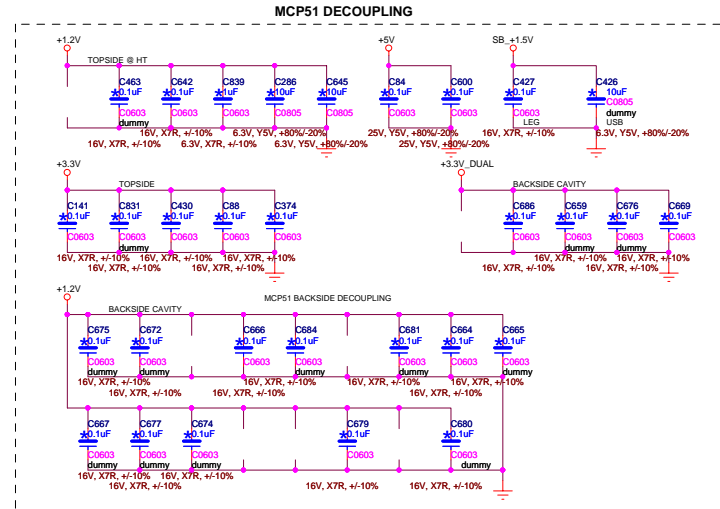 MCP51 DECOUPLING
+1.2V
TOPSIDE @ HT
C463
0.1uF
C0603
dummy
16V, X7R, +/-10%
C642
0.1uF
C0603
16V, X7R, +/-10%
C839
1uF
C0603
6.3V, X7R, +/-10%
C286
10uF
C0805
6.3V, Y5V, +80%/-20%
C645
10uF
C0805
6.3V, Y5V, +80%/-20%
+5V
C84
0.1uF
C0603
25V, Y5V, +80%/-20%
C600
0.1uF
C0603
25V, Y5V, +80%/-20%
SB_+1.5V
C427
0.1uF
C0603
LEG
16V, X7R, +/-10%
C426
10uF
C0805
dummy
USB
6.3V, Y5V, +80%/-20%
+3.3V
TOPSIDE
C141
0.1uF
C0603
16V, X7R, +/-10%
C831
0.1uF
C0603
dummy
16V, X7R, +/-10%
C430
0.1uF
C0603
16V, X7R, +/-10%
C88
0.1uF
C0603
16V, X7R, +/-10%
C374
0.1uF
C0603
16V, X7R, +/-10%
+3.3V_DUAL
BACKSIDE CAVITY
C686
0.1uF
C0603
16V, X7R, +/-10%
C659
0.1uF
C0603
dummy
16V, X7R, +/-10%
C676
0.1uF
C0603
dummy
16V, X7R, +/-10%
C669
0.1uF
C0603
16V, X7R, +/-10%
+1.2V
MCP51 BACKSIDE DECOUPLING
BACKSIDE CAVITY
C675
0.1uF
C0603
dummy
16V, X7R, +/-10%
C672
0.1uF
C0603
dummy
16V, X7R, +/-10%
C666
0.1uF
C0603
16V, X7R, +/-10%
C684
0.1uF
C0603
dummy
16V, X7R, +/-10%
C681
0.1uF
C0603
dummy
16V, X7R, +/-10%
C664
0.1uF
C0603
16V, X7R, +/-10%
C665
0.1uF
C0603
dummy
16V, X7R, +/-10%
C667
0.1uF
C0603
dummy
16V, X7R, +/-10%
C677
0.1uF
C0603
dummy
16V, X7R, +/-10%
C674
0.1uF
C0603
dummy
16V, X7R, +/-10%
C679
0.1uF
C0603
16V, X7R, +/-10%
C680
0.1uF
C0603
dummy
16V, X7R, +/-10%